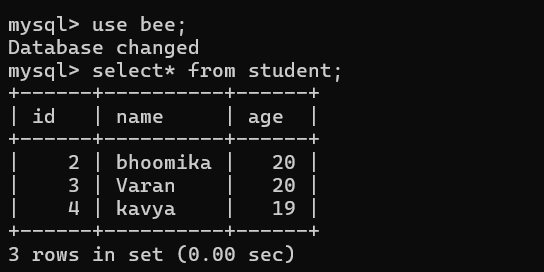 mysql> use bee;
Database changed
mysql> select* from student;
+------+----------+------+
| id   | name     | age  |
+------+----------+------+
|    2 | bhoomika |   20 |
|    3 | Varan    |   20 |
|    4 | kavya    |   19 |
+------+----------+------+
3 rows in set (0.00 sec)